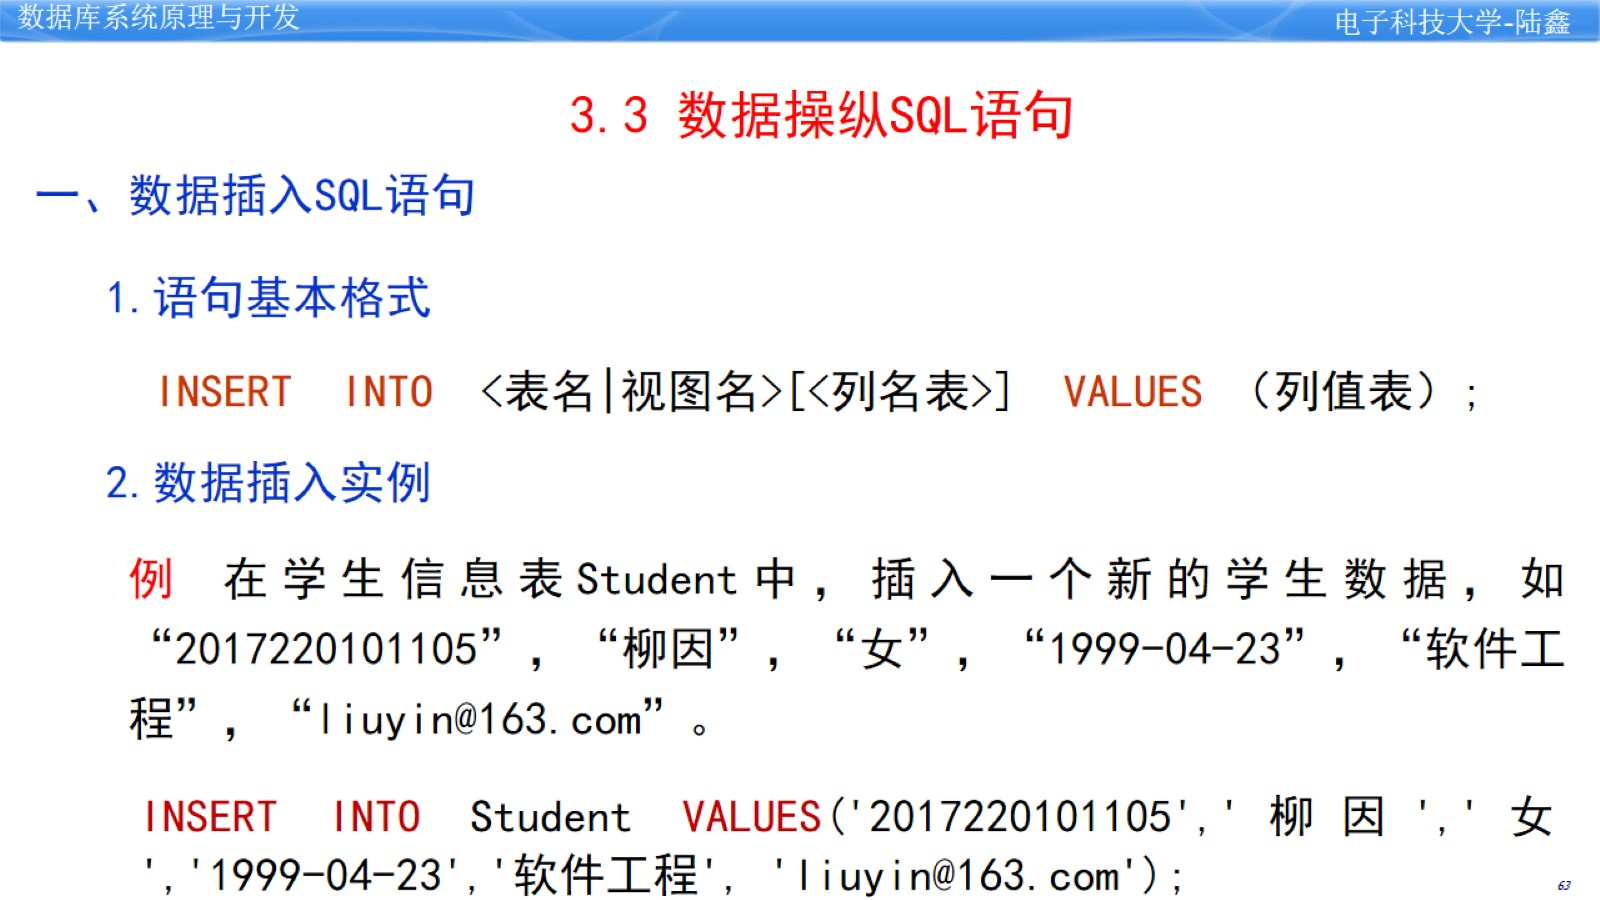 数据库系统原理与开发
电子科技大学-陆鑫
3.3 数据操纵SQL语句
一、数据插入SQL语句
1.语句基本格式
INSERT INTO <表名|视图名>[<列名表>] VALUES （列值表）;
2.数据插入实例
例 在学生信息表Student中，插入一个新的学生数据，如
“2017220101105”，“柳因”，“女”，“1999-04-23”，“软件工
程”，“liuyin@163.com”。
INSERT INTO Student VALUES('2017220101105','柳因','女
','1999-04-23','软件工程', 'liuyin@163.com');
63